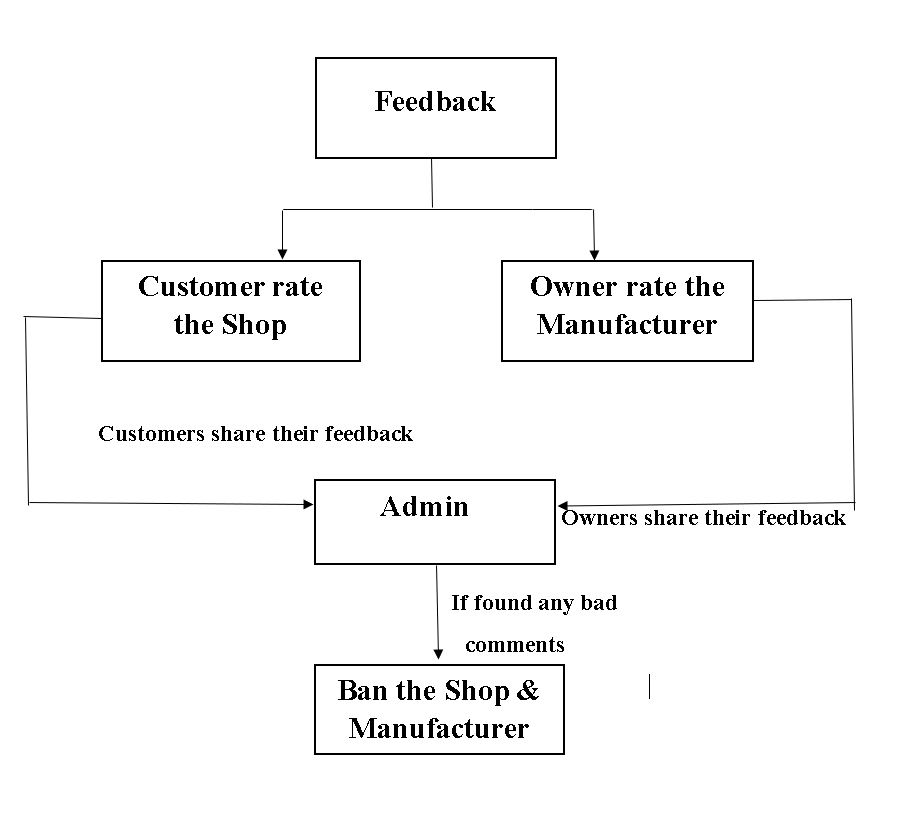 Feedback
Customer rate
the Shop
Owner rate the
Manufacturer
Customers share their feedback
Admin
Owners share their feedback
If found any bad
comments
Ban the Shop &
Manufacturer